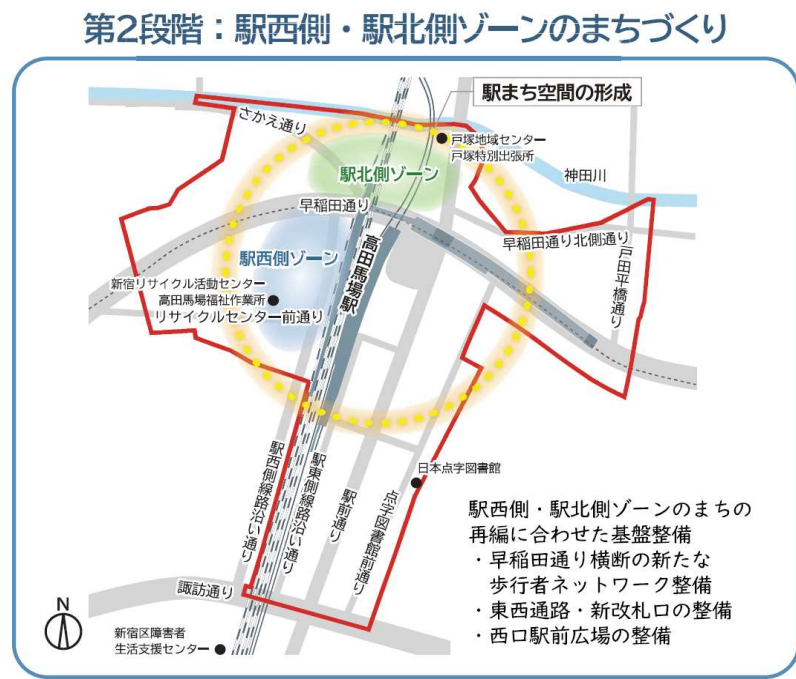 第2段階：駅西側・駅北側ゾーンのまちづくり
駅まち空間の形成
さかえ通り
戸塚地域センター
戸塚特別出張所
神田川
駅北側ゾーン
早稲田通り
早稲田通り北側通り
戸田平橋通り
駅西側ゾーン
高田馬場駅
新宿リサイクル活動センター
高田馬場福祉作業所
リサイクルセンター前通り
日本点字図書館
駅西側線路沿い通り
駅東側線路沿い通り
駅前通り
点字図書館前通り
諏訪通り
新宿区障害者
生活支援センター
N
駅西側・駅北側ゾーンのまちの
再編に合わせた基盤整備
・早稲田通り横断の新たな
歩行者ネットワーク整備
・東西通路・新改札口の整備
・西口駅前広場の整備